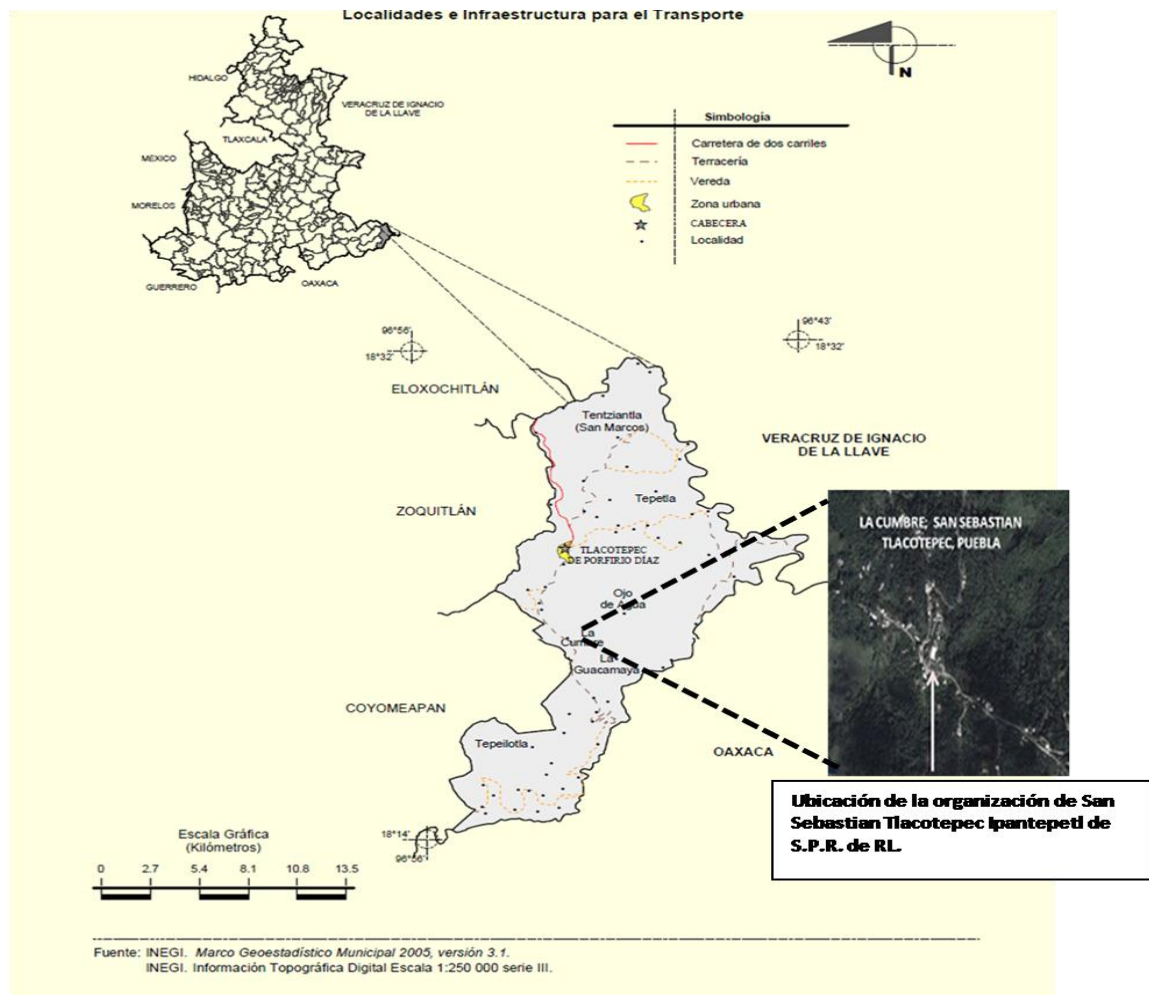 Localidades e Infraestructura para el Transporte
HIDALGO
VERACRUZ DE IGNACIO
DE LA LLAVE
TLAXCALA
MEXICO
MORELOS
GUERRERO
OAXACA
N
Simbología
Carretera de dos carriles
Terracería
Vereda
Zona urbana
CABECERA
Localidad
96°56'
18°32'
96°43'
18°32'
ELOXOCHITLÁN
Tentziantla
(San Marcos)
VERACRUZ DE IGNACIO
DE LA LLAVE
Tepetla
ZOQUITLÁN
TLACOTEPEC
DE PORFIRIO DÍAZ
LA CUMBRE, SAN SEBASTIAN
TLACOTEPEC, PUEBLA
Ojo
de Agua
La
Cumbre
La
Guacamaya
COYOMEAPAN
Tepeilotla
OAXACA
Ubicación de la organización de San
Sebastian Tlacotepec Ipantepetl de
S.P.R. de RL.
18°14'
96°56'
Escala Gráfica
(Kilómetros)
0 2.7 5.4 8.1 10.8 13.5
Fuente: INEGI. Marco Geoestadístico Municipal 2005, versión 3.1.
INEGI. Información Topográfica Digital Escala 1:250 000 serie III.